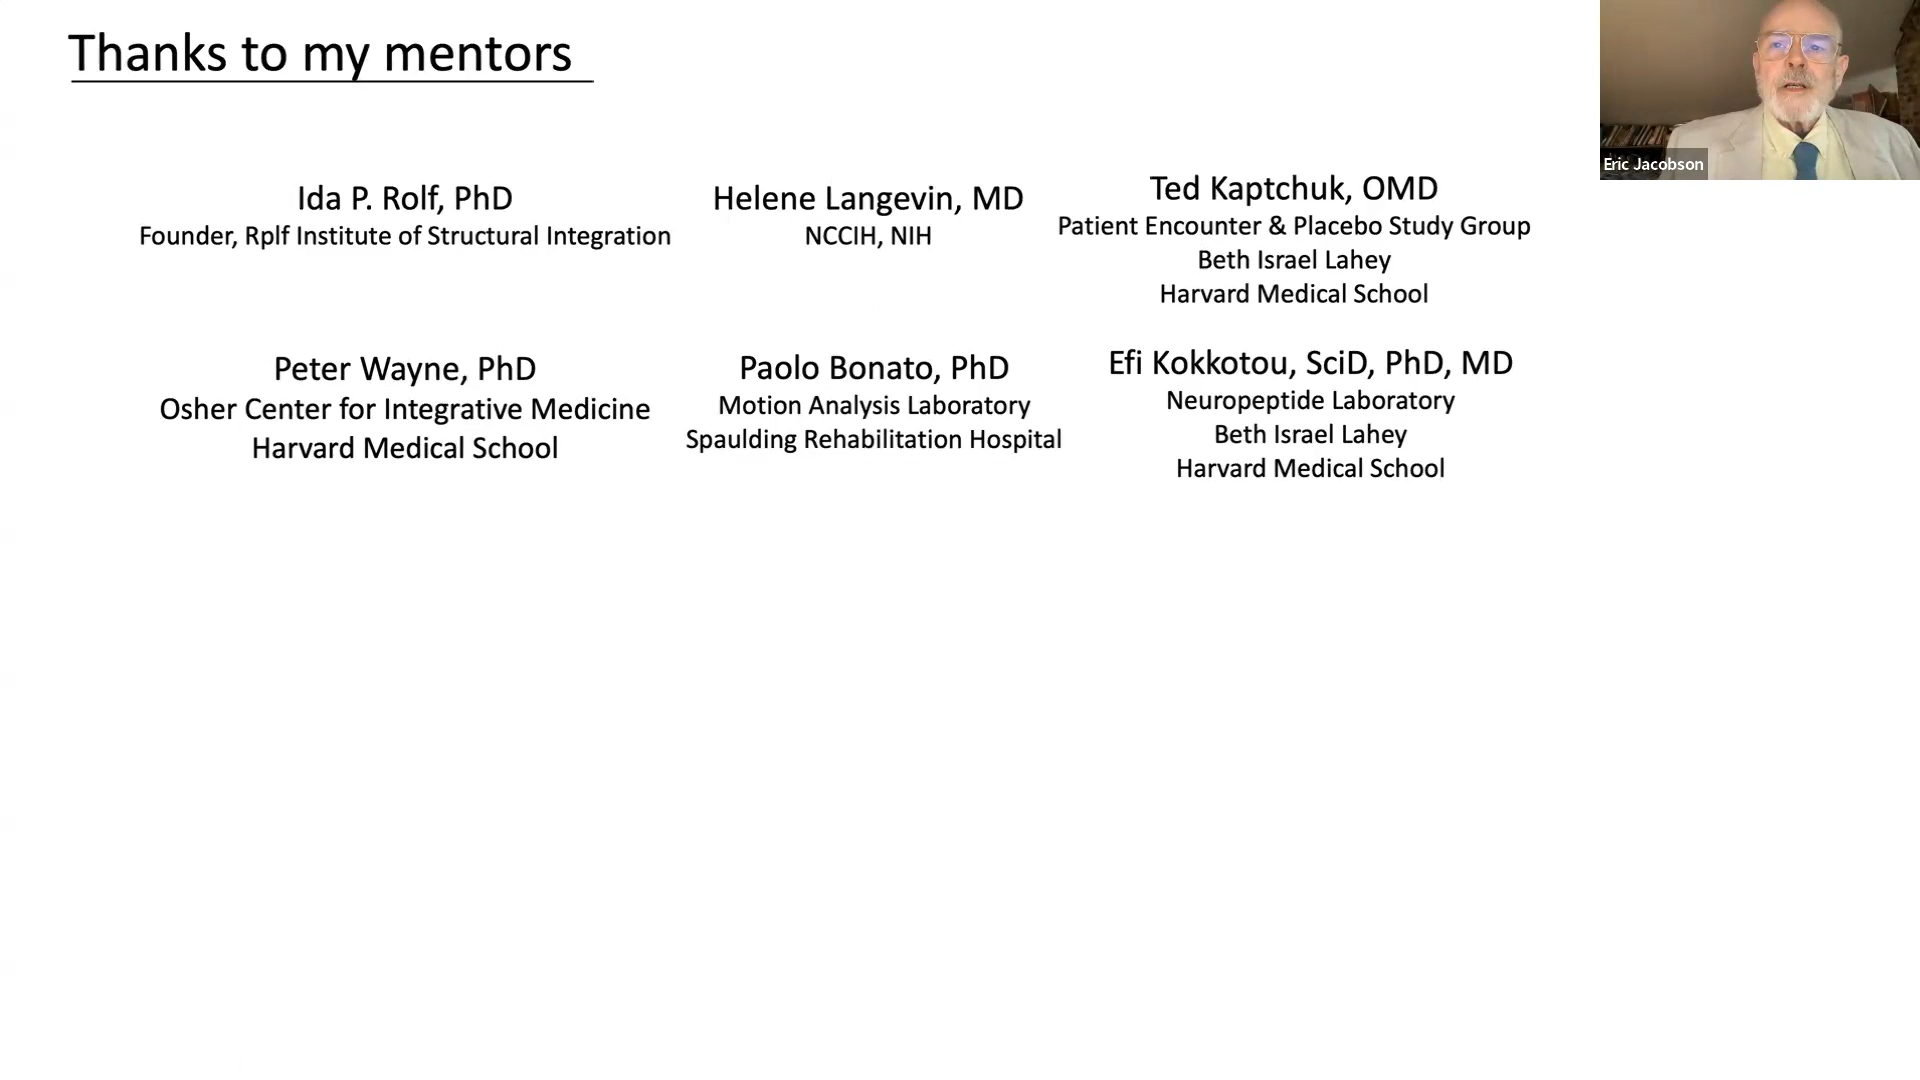 Thanks to my mentors
Eric Jacobson
Ida P. Rolf, PhD
Founder, Rplf Institute of Structural Integration
Helene Langevin, MD
NCCIH, NIH
Ted Kaptchuk, OMD
Patient Encounter & Placebo Study Group
Beth Israel Lahey
Harvard Medical School
Peter Wayne, PhD
Osher Center for Integrative Medicine
Harvard Medical School
Paolo Bonato, PhD
Motion Analysis Laboratory
Spaulding Rehabilitation Hospital
Efi Kokkotou, SciD, PhD, MD
Neuropeptide Laboratory
Beth Israel Lahey
Harvard Medical School